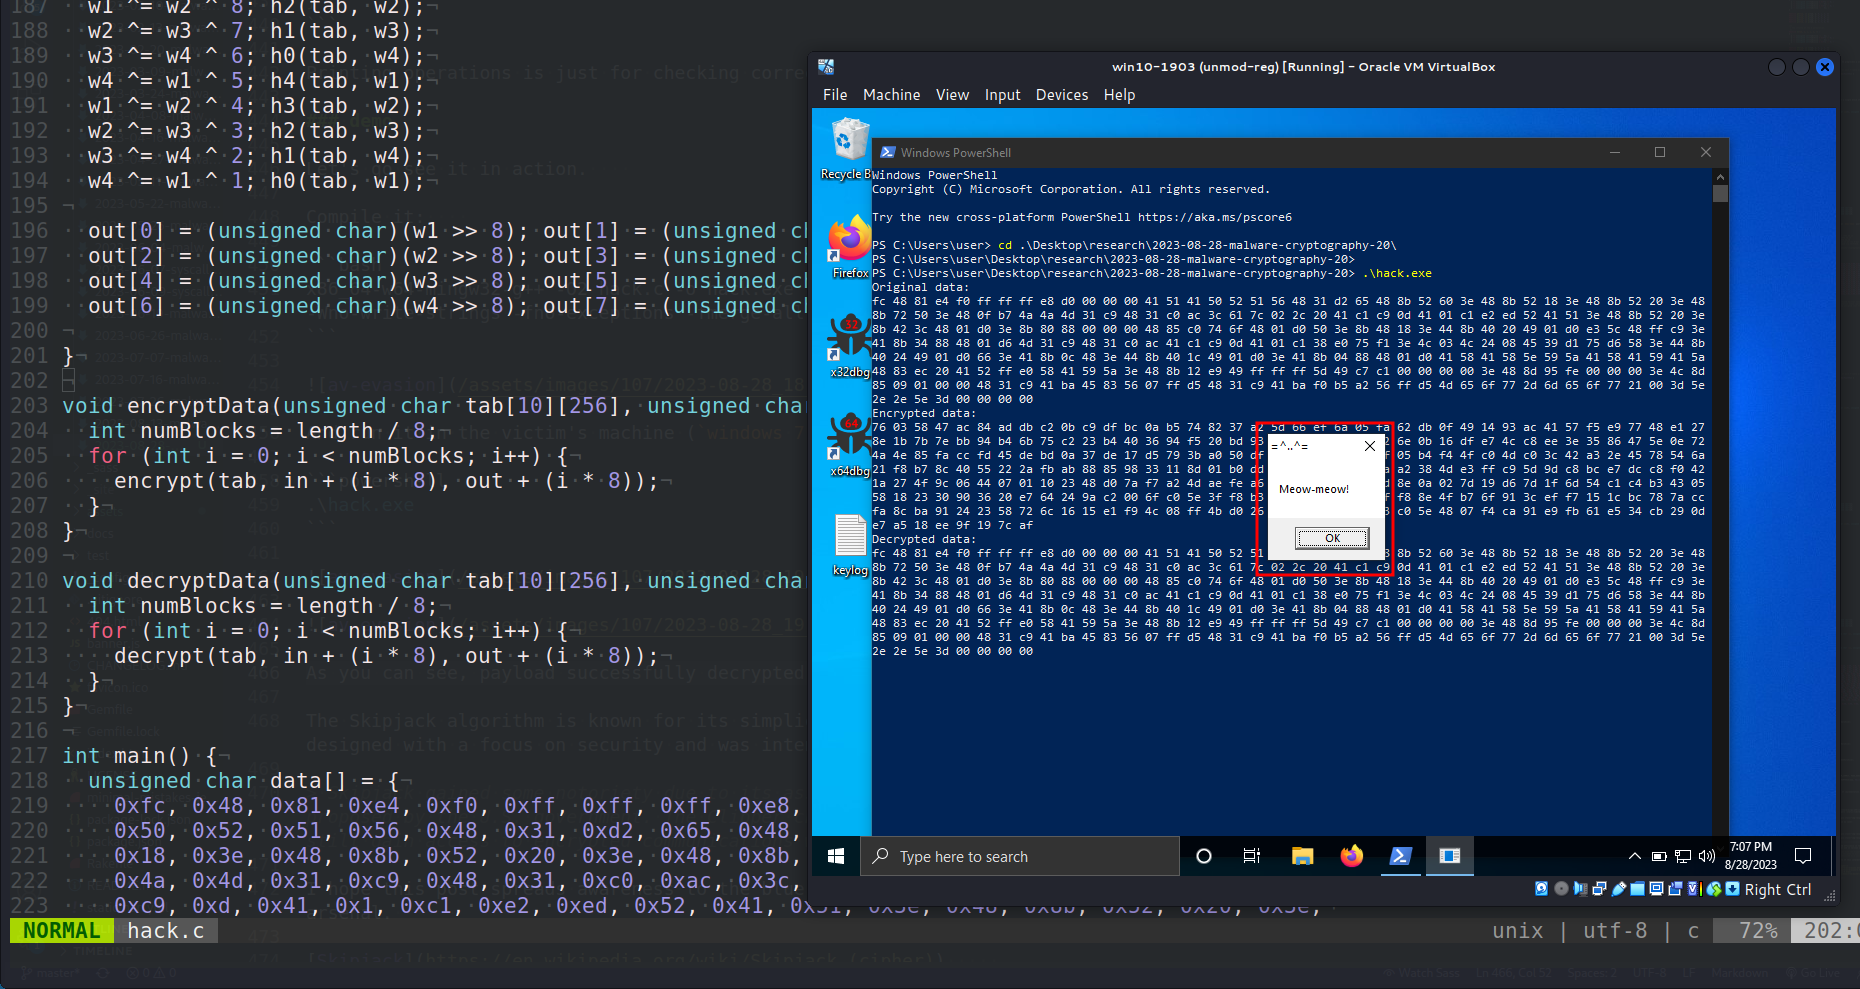 187 w1 ^= w2 ^ 8; h2(tab, w2);¬
188 w2 ^= w3 ^ 7; h1(tab, w3);¬
189 w3 ^= w4 ^ 6; h0(tab, w4);¬
190 w4 ^= w1 ^ 5; h4(tab, w1);¬
191 w1 ^= w2 ^ 4; h3(tab, w2);¬
192 w2 ^= w3 ^ 3; h2(tab, w3);¬
193 w3 ^= w4 ^ 2; h1(tab, w4);¬
194 w4 ^= w1 ^ 1; h0(tab, w1);¬
195 ¬
196 out[0] = (unsigned char)(w1 >> 8); out[1] = (unsigned ch
197 out[2] = (unsigned char)(w2 >> 8); out[3] = (unsigned ch
198 out[4] = (unsigned char)(w3 >> 8); out[5] = (unsigned ch
199 out[6] = (unsigned char)(w4 >> 8); out[7] = (unsigned ch
200 ¬
201 }¬
202 ¬
203 void encryptData(unsigned char tab[10][256], unsigned cha
204 int numBlocks = length / 8;¬
205 for (int i = 0; i < numBlocks; i++) {¬
206 encrypt(tab, in + (i * 8), out + (i * 8));¬
207 }¬
208 }¬
209 ¬
210 void decryptData(unsigned char tab[10][256], unsigned cha
211 int numBlocks = length / 8;¬
212 for (int i = 0; i < numBlocks; i++) {¬
213 decrypt(tab, in + (i * 8), out + (i * 8));¬
214 }¬
215 }¬
216 ¬
217 int main() {¬
218 unsigned char data[] = {¬
219 0xfc, 0x48, 0x81, 0xe4, 0xf0, 0xff, 0xff, 0xff, 0xe8,
220 0x50, 0x52, 0x51, 0x56, 0x48, 0x31, 0xd2, 0x65, 0x48,
221 0x18, 0x3e, 0x48, 0x8b, 0x52, 0x20, 0x3e, 0x48, 0x8b,
222 0x4a, 0x4d, 0x31, 0xc9, 0x48, 0x31, 0xc0, 0xac, 0x3c,
223 0xc9, 0xd, 0x41, 0x1, 0xc1, 0xe2, 0xed, 0x52, 0x41, 0x51, 0x3e, 0x48, 0x8b, 0x52, 0x20, 0x3e,
NORMAL hack.c
unix | utf-8 | c 72% 202:
win10-1903 (unmod-reg) [Running] - Oracle VM VirtualBox
File Machine View Input Devices Help
Recycle B
Firefox
x32dbg
x64dbg
keylog
Windows PowerShell
Windows PowerShell
Copyright (C) Microsoft Corporation. All rights reserved.
Try the new cross-platform PowerShell https://aka.ms/pscore6
PS C:\Users\user> cd .\Desktop\research\2023-08-28-malware-cryptography-20\
PS C:\Users\user\Desktop\research\2023-08-28-malware-cryptography-20>
PS C:\Users\user\Desktop\research\2023-08-28-malware-cryptography-20> .\hack.exe
Original data:
fc 48 81 e4 f0 ff ff ff e8 d0 00 00 00 41 51 41 50 52 51 56 48 31 d2 65 48 8b 52 60 3e 48 8b 52 18 3e 48 8b 52 20 3e 48
8b 72 50 3e 48 0f b7 4a 4a 4d 31 c9 48 31 c0 ac 3c 61 7c 02 2c 20 41 c1 c9 0d 41 01 c1 e2 ed 52 41 51 3e 48 8b 52 20 3e
8b 42 3c 48 01 d0 3e 8b 80 88 00 00 00 48 85 c0 74 6f 48 01 d0 50 3e 8b 48 18 3e 44 8b 40 20 49 01 d0 e3 5c 48 ff c9 3e
41 8b 34 88 48 01 d6 4d 31 c9 48 31 c0 ac 41 c1 c9 0d 41 01 c1 38 e0 75 f1 3e 4c 03 4c 24 08 45 39 d1 75 d6 58 3e 44 8b
40 24 49 01 d0 66 3e 41 8b 0c 48 3e 44 8b 40 1c 49 01 d0 3e 41 8b 04 88 48 01 d0 41 58 41 58 5e 59 5a 41 58 41 59 41 5a
48 83 ec 20 41 52 ff e0 58 41 59 5a 3e 48 8b 12 e9 49 ff ff ff 5d 49 c7 c1 00 00 00 00 3e 48 8d 95 fe 00 00 00 3e 4c 8d
85 09 01 00 00 48 31 c9 41 ba 45 83 56 07 ff d5 48 31 c9 41 ba f0 b5 a2 56 ff d5 4d 65 6f 77 2d 6d 65 6f 77 21 00 3d 5e
2e 2e 5e 3d 00 00 00 00
Encrypted data:
76 03 58 47 ac 84 ad db c2 0b c9 df bc 0a b5 74 82 37 a2 5d 66 ef 6a 05 fa 62 db 0f 49 14 93 ac 41 57 f5 e9 77 48 e1 27
8e 1b 7b 7e bb 94 b4 6b 75 c2 23 b4 40 36 94 f5 20 bd 93 6e 0b 16 df e7 4c c8 ee 3e 35 86 47 5e 0e 72
4a 4e 85 fa cc fd 45 de bd 0a 37 de 17 d5 79 3b a0 50 df 05 b4 f4 4f c0 4d c0 3c 42 a3 2e 45 78 54 6a
21 f8 b7 8c 40 55 22 2a fb ab 88 85 98 33 11 8d 01 b0 dd a2 38 4d e3 ff c9 5d 9d c8 bc e7 dc c8 f0 42
1a 27 4f 9c 06 44 07 01 10 23 48 d0 7a f7 a2 4d ae fe a6 8e 0a 02 7d 19 d6 7d 1f 6d 54 c1 c4 b3 43 05
58 18 23 30 90 36 20 e7 64 24 9a c2 00 6f c0 5e 3f f8 b3 f8 8e 4f b7 6f 91 3c ef f7 15 1c bc 78 7a cc
fa 8c ba 91 24 23 58 72 6c 16 15 e1 f9 4c 08 ff 4b d0 26 c0 5e 48 07 f4 ca 91 e9 fb 61 e5 34 cb 29 0d
e7 a5 18 ee 9f 19 7c af
=^..^=
Meow-meow!
OK
Decrypted data:
fc 48 81 e4 f0 ff ff ff e8 d0 00 00 00 41 51 41 50 52 51 8b 52 60 3e 48 8b 52 18 3e 48 8b 52 20 3e 48
8b 72 50 3e 48 0f b7 4a 4a 4d 31 c9 48 31 c0 ac 3c 61 7c 02 2c 20 41 c1 c9 0d 41 01 c1 e2 ed 52 41 51 3e 48 8b 52 20 3e
8b 42 3c 48 01 d0 3e 8b 80 88 00 00 00 48 85 c0 74 6f 48 01 d0 50 3e 8b 48 18 3e 44 8b 40 20 49 01 d0 e3 5c 48 ff c9 3e
41 8b 34 88 48 01 d6 4d 31 c9 48 31 c0 ac 41 c1 c9 0d 41 01 c1 38 e0 75 f1 3e 4c 03 4c 24 08 45 39 d1 75 d6 58 3e 44 8b
40 24 49 01 d0 66 3e 41 8b 0c 48 3e 44 8b 40 1c 49 01 d0 3e 41 8b 04 88 48 01 d0 41 58 41 58 5e 59 5a 41 58 41 59 41 5a
48 83 ec 20 41 52 ff e0 58 41 59 5a 3e 48 8b 12 e9 49 ff ff ff 5d 49 c7 c1 00 00 00 00 3e 48 8d 95 fe 00 00 00 3e 4c 8d
85 09 01 00 00 48 31 c9 41 ba 45 83 56 07 ff d5 48 31 c9 41 ba f0 b5 a2 56 ff d5 4d 65 6f 77 2d 6d 65 6f 77 21 00 3d 5e
2e 2e 5e 3d 00 00 00 00
Type here to search
7:07 PM
8/28/2023
Right Ctrl